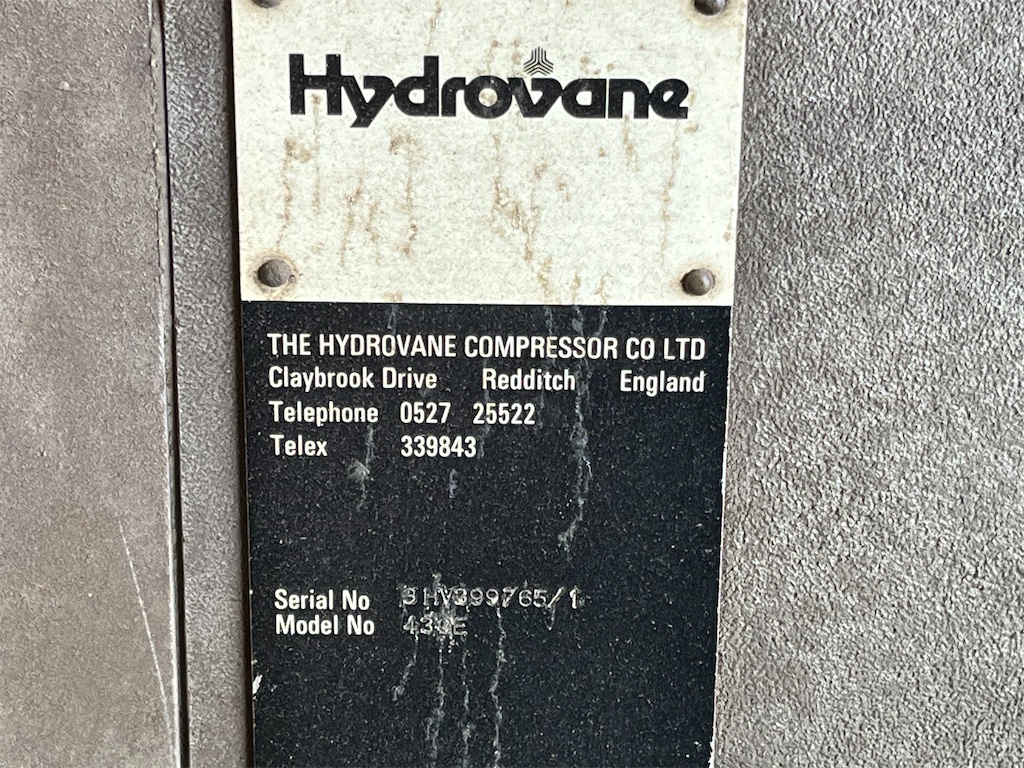 Hydrovane
THE HYDROVANE COMPRESSOR CO LTD
Claybrook Drive Redditch England
Telephone 0527 25522
Telex 339843
Serial No
Model No